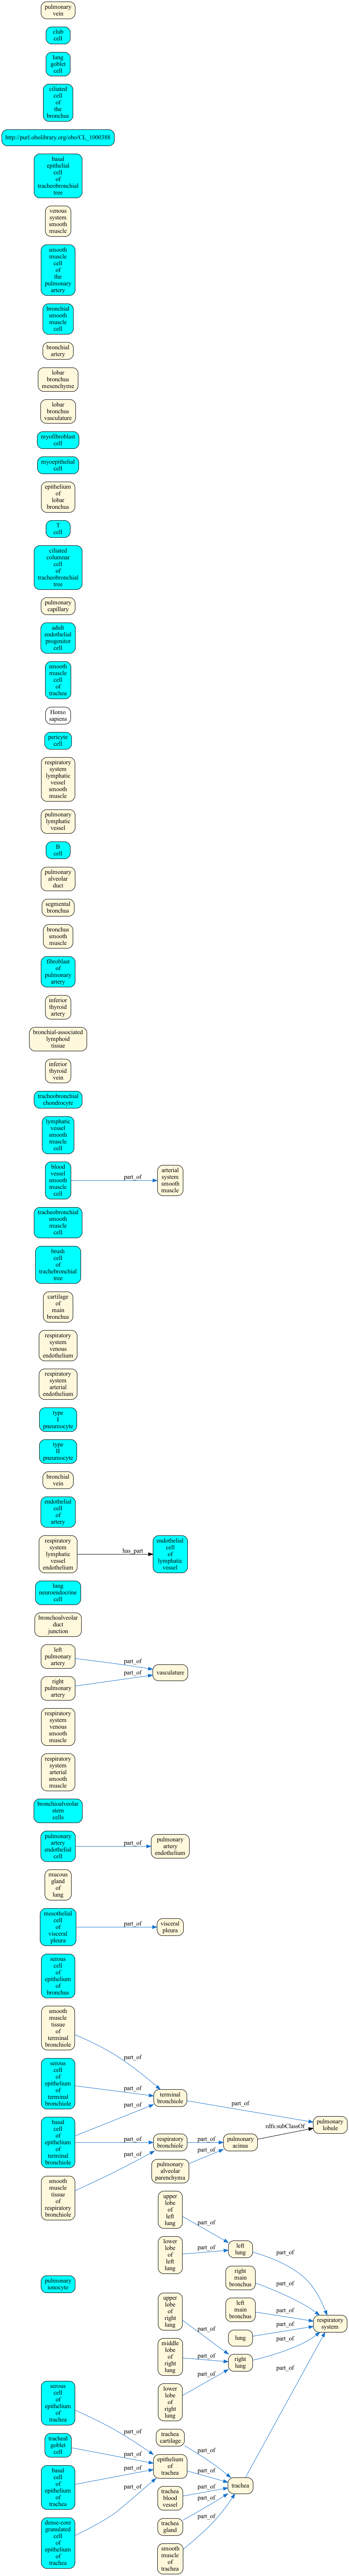 pulmonary
vein
club
cell
lung
goblet
cell
ciliated
cell
of
the
bronchus
http://purl.obolibrary.org/obo/CL_1000388
basal
epithelial
cell
of
tracheobronchial
tree
venous
system
smooth
muscle
smooth
muscle
cell
of
the
pulmonary
artery
bronchial
smooth
muscle
cell
bronchial
artery
lobar
bronchus
mesenchyme
lobar
bronchus
vasculature
myofibroblast
cell
myoepithelial
cell
epithelium
of
lobar
bronchus
T
cell
ciliated
columnar
cell
of
tracheobronchial
tree
pulmonary
capillary
adult
endothelial
progenitor
cell
smooth
muscle
cell
of
trachea
Homo
sapiens
pericyte
cell
respiratory
system
lymphatic
vessel
smooth
muscle
pulmonary
lymphatic
vessel
B
cell
pulmonary
alveolar
duct
segmental
bronchus
bronchus
smooth
muscle
fibroblast
of
pulmonary
artery
inferior
thyroid
artery
bronchial-associated
lymphoid
tissue
inferior
thyroid
vein
tracheobronchial
chondrocyte
lymphatic
vessel
smooth
muscle
cell
blood
vessel
smooth
muscle
cell
part_of
arterial
system
smooth
muscle
tracheobronchial
smooth
muscle
cell
brush
cell
of
trachebronchial
tree
cartilage
of
main
bronchus
respiratory
system
venous
endothelium
respiratory
system
arterial
endothelium
type
I
pneumocyte
type
II
pneumocyte
bronchial
vein
endothelial
cell
of
artery
respiratory
system
lymphatic
vessel
endothelium
has_part
endothelial
cell
of
lymphatic
vessel
lung
neuroendocrine
cell
bronchoalveolar
duct
junction
left
pulmonary
artery
part_of
right
pulmonary
artery
part_of
vasculature
respiratory
system
venous
smooth
muscle
respiratory
system
arterial
smooth
muscle
bronchioalveolar
stem
cells
pulmonary
artery
endothelial
cell
part_of
pulmonary
artery
endothelium
mucous
gland
of
lung
mesothelial
cell
of
visceral
pleura
part_of
visceral
pleura
serous
cell
of
epithelium
of
bronchus
smooth
muscle
tissue
of
terminal
bronchiole
part_of
serous
cell
of
epithelium
of
terminal
bronchiole
part_of
terminal
bronchiole
part_of
basal
cell
of
epithelium
of
terminal
bronchiole
part_of
part_of
respiratory
bronchiole
part_of
pulmonary
acinus
rdfs:subClassOf
pulmonary
lobule
smooth
muscle
tissue
of
respiratory
bronchiole
part_of
pulmonary
alveolar
parenchyma
part_of
upper
lobe
of
left
lung
part_of
lower
lobe
of
left
lung
part_of
left
lung
part_of
right
main
bronchus
part_of
left
main
bronchus
part_of
lung
part_of
respiratory
system
pulmonary
ionocyte
upper
lobe
of
right
lung
part_of
middle
lobe
of
right
lung
part_of
right
lung
part_of
lower
lobe
of
right
lung
part_of
serous
cell
of
epithelium
of
trachea
part_of
tracheal
goblet
cell
part_of
basal
cell
of
epithelium
of
trachea
part_of
dense-core
granulated
cell
of
epithelium
of
trachea
part_of
trachea
cartilage
part_of
epithelium
of
trachea
part_of
trachea
blood
vessel
part_of
trachea
gland
part_of
smooth
muscle
of
trachea
part_of
trachea
part_of